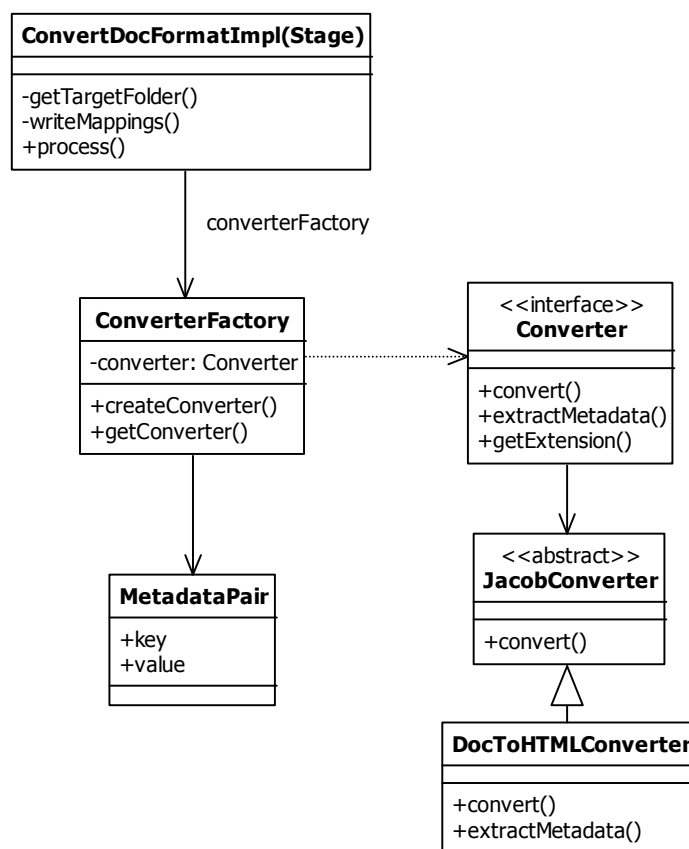 ConvertDocFormatImpl(Stage)
-getTargetFolder()
-writeMappings()
+process()
converterFactory
ConverterFactory
-converter: Converter
+createConverter()
+getConverter()
<<interface>>
Converter
+convert()
+extractMetadata()
+getExtension()
MetadataPair
+key
+value
<<abstract>>
JacobConverter
+convert()
DocToHTMLConverter
+convert()
+extractMetadata()